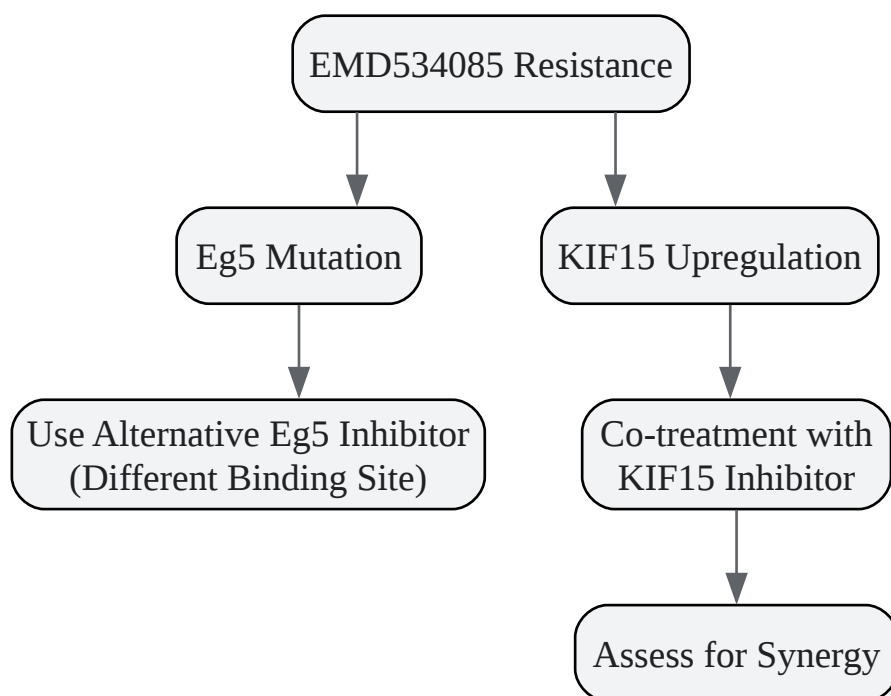 EMD534085 Resistance
Eg5 Mutation
KIF15 Upregulation
Use Alternative Eg5 Inhibitor
(Different Binding Site)
Co-treatment with
KIF15 Inhibitor
Assess for Synergy